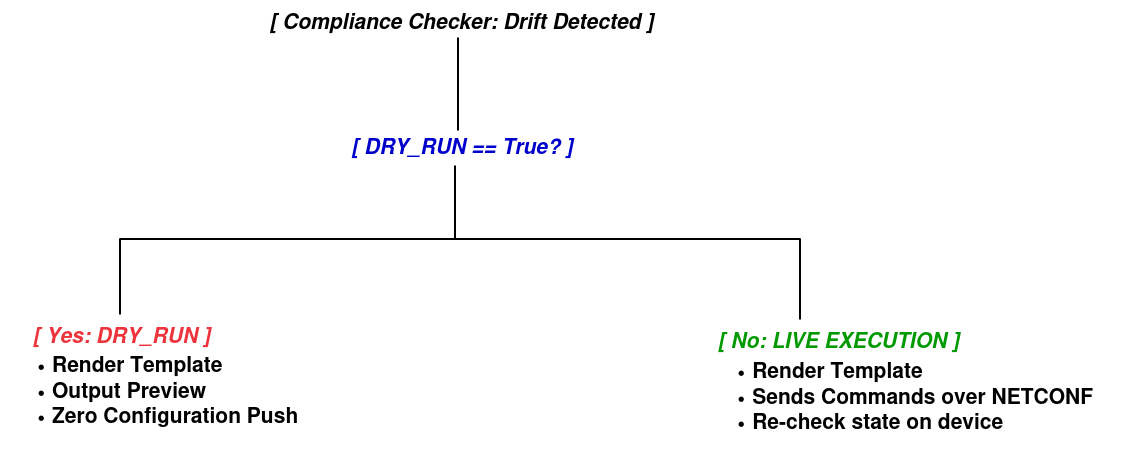 [ Compliance Checker: Drift Detected ]
[ DRY_RUN == True? ]
[ Yes: DRY_RUN ]
• Render Template
• Output Preview
• Zero Configuration Push
[ No: LIVE EXECUTION ]
• Render Template
• Sends Commands over NETCONF
• Re-check state on device